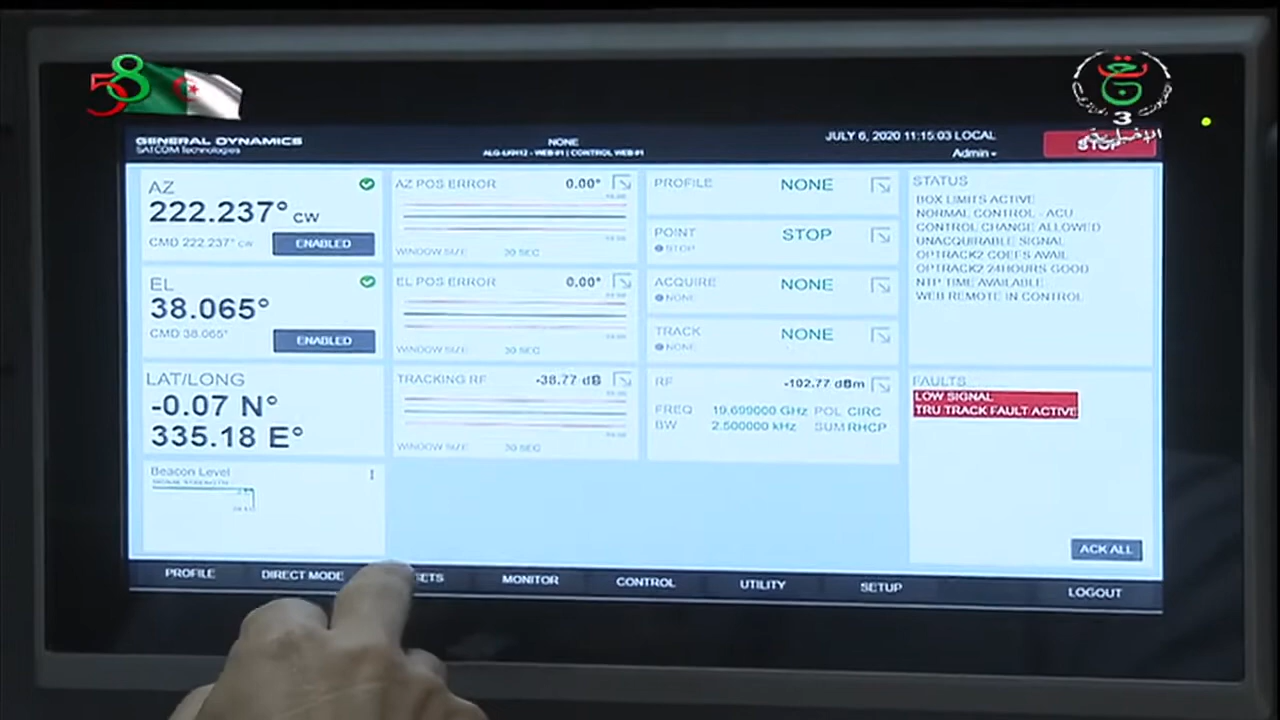 58
3
الإخبارية
GENERAL DYNAMICS
SATCOM Technologies
NONE
JULY 6, 2020 11:15:03 LOCAL
Admin
STOP
AZ
222.237° CW
CMD 222.237° CW
ENABLED
EL
38.065°
CMD 38.065°
ENABLED
LAT/LONG
-0.07 N°
335.18 E°
Beacon Level
SIGNAL STRENGTH
AZ POS ERROR 0.00°
WINDOW SIZE 30 SEC
EL POS ERROR 0.00°
WINDOW SIZE 30 SEC
TRACKING RF -38.77 dB
WINDOW SIZE 30 SEC
PROFILE NONE
POINT STOP
STOP
ACQUIRE NONE
NONE
TRACK NONE
NONE
RF -102.77 dBm
FREQ 19.699000 GHz POL CIRC
BW 2.500000 kHz SUM RHCP
STATUS
BOX LIMITS ACTIVE
NORMAL CONTROL - ACU
CONTROL CHANGE ALLOWED
UNACQUIRABLE SIGNAL
OPTRACK2 COEFS AVAIL
OPTRACK2 24HOURS GOOD
NTP TIME AVAILABLE
WEB REMOTE IN CONTROL
FAULTS
LOW SIGNAL
TRU TRACK FAULT ACTIVE
ACK ALL
PROFILE DIRECT MODE ETS MONITOR CONTROL UTILITY SETUP LOGOUT